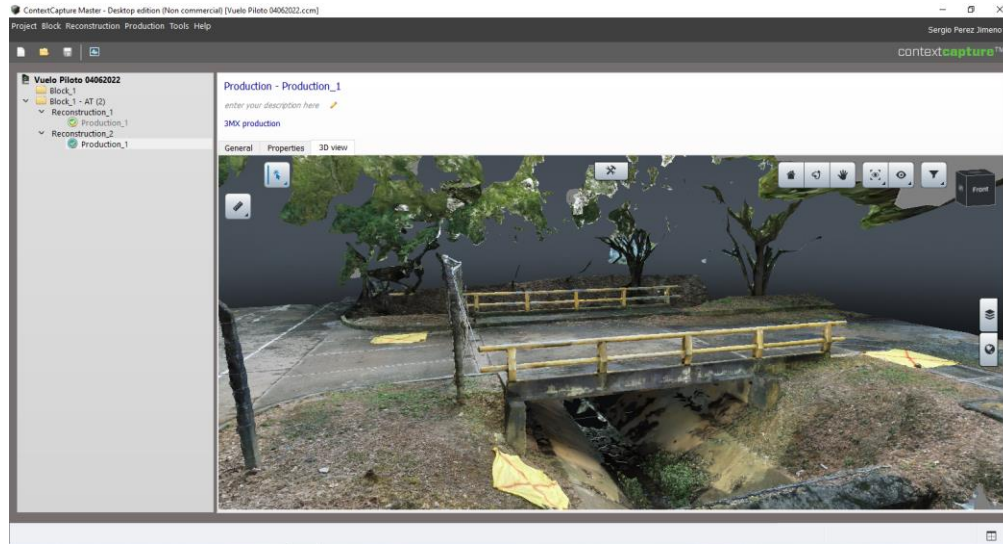 ContextCapture Master - Desktop edition (Non commercial) [Vuelo Piloto 04062022.ccm]
Project Block Reconstruction Production Tools Help
Sergio Perez Jimeno
contextcapture™
Vuelo Piloto 04062022
Block_1
Block_1 - AT (2)
Reconstruction_1
Production_1
Reconstruction_2
Production_1
Production - Production_1
enter your description here
3MX production
General Properties 3D view
Front